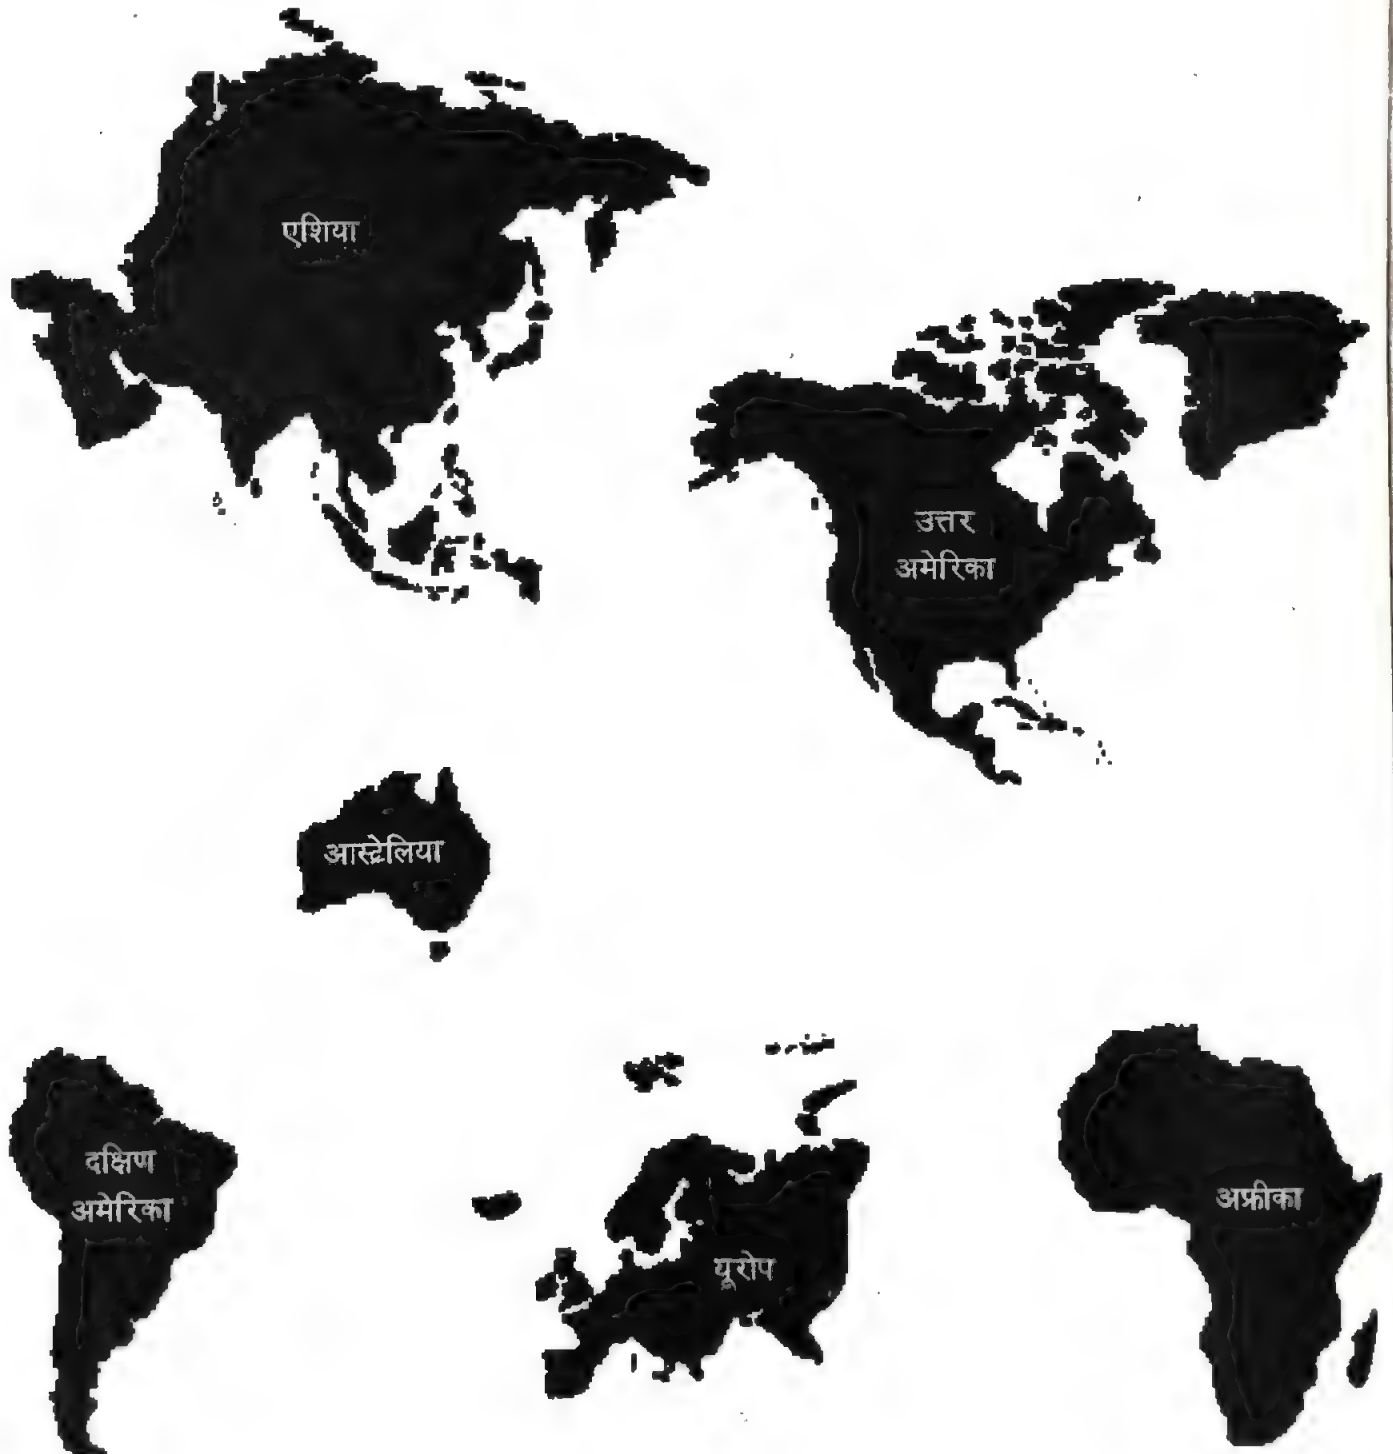 एशिया
उत्तर
अमेरिका
आस्टेलिया
दक्षिण
अमेरिका
यूरोप
अफ्रीका